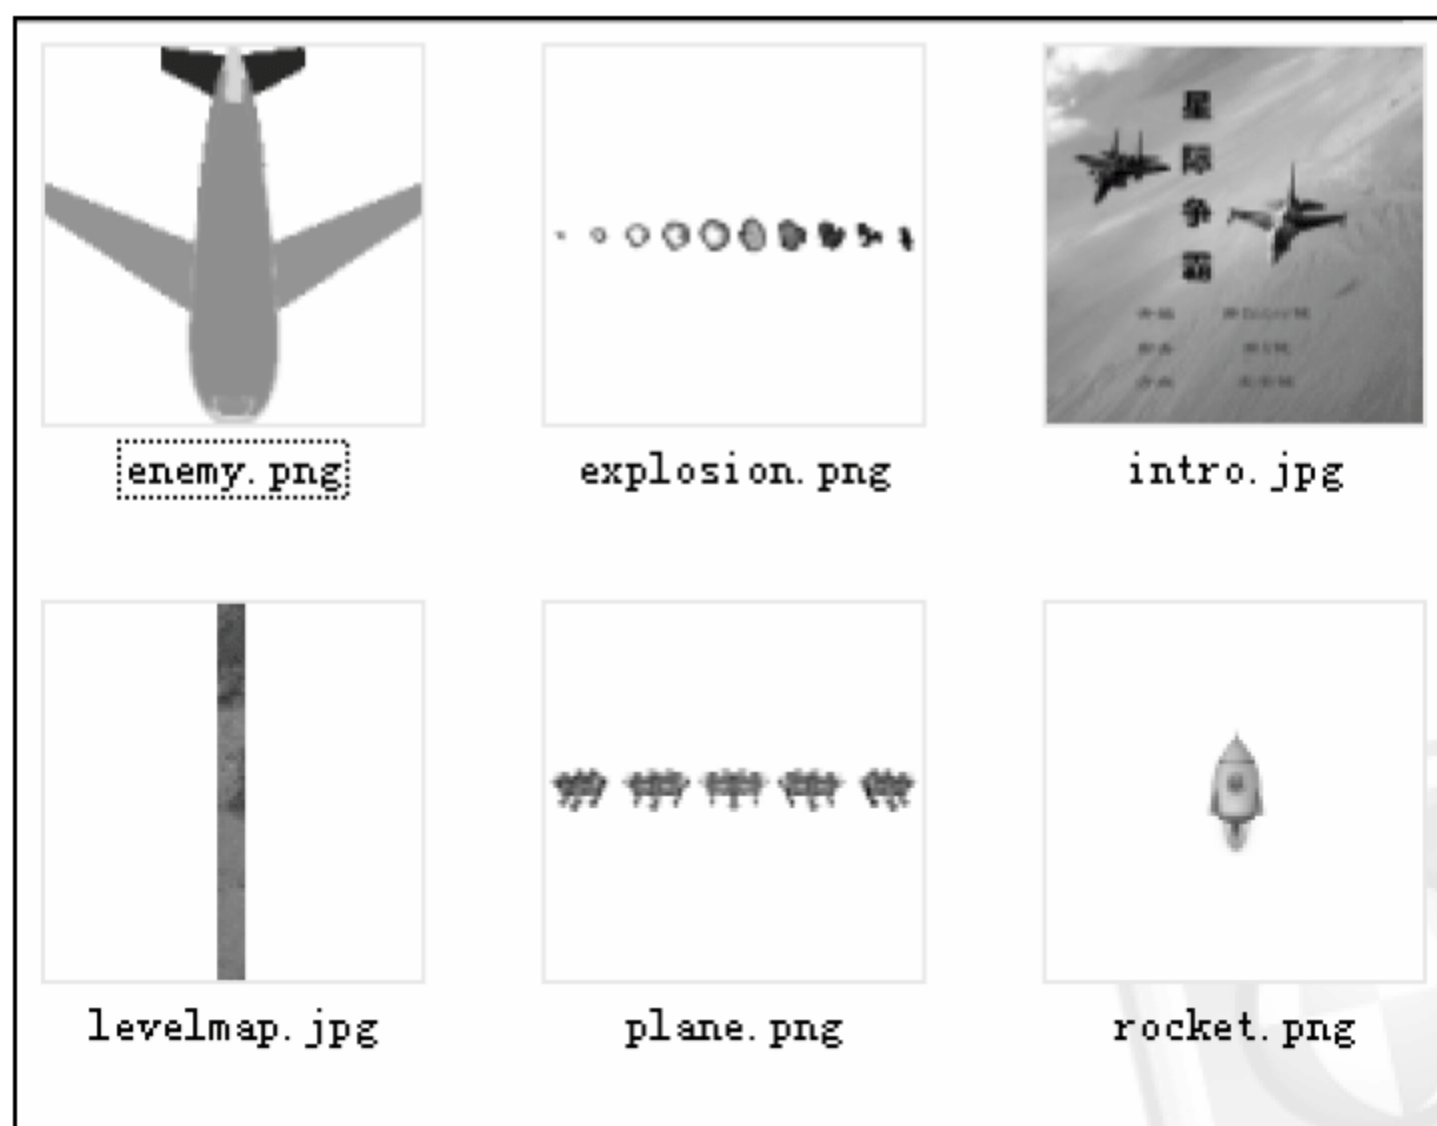 星
际
争
霸
enemy.png
explosion.png
intro.jpg
levelmap.jpg
plane.png
rocket.png